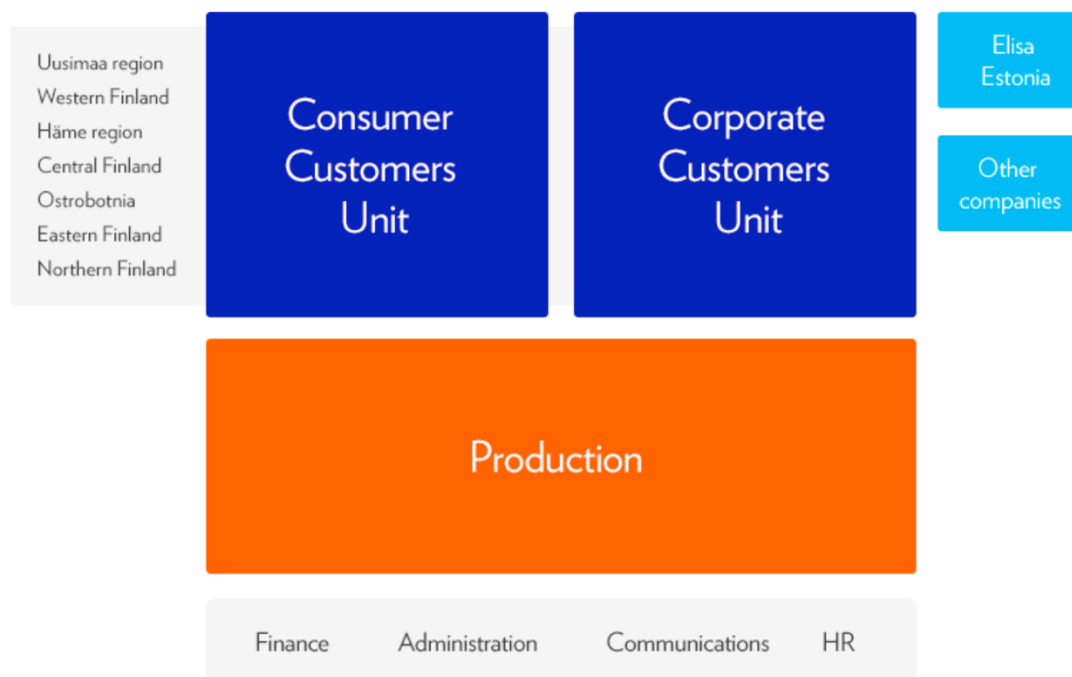 Uusimaa region
Western Finland
Häme region
Central Finland
Ostrobotnia
Eastern Finland
Northern Finland
Consumer
Customers
Unit
Corporate
Customers
Unit
Elisa
Estonia
Other
companies
Production
Finance
Administration
Communications
HR